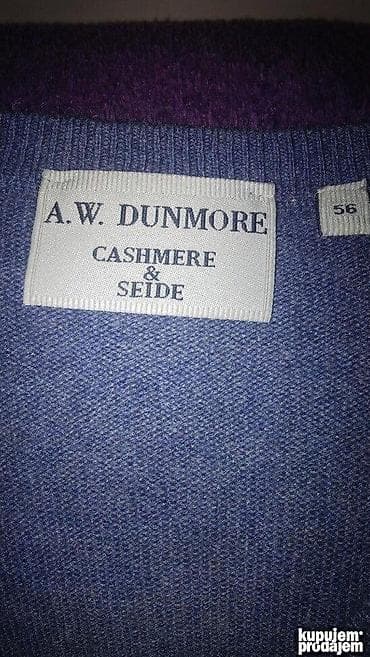 A.W. DUNMORE
CASHMERE
&
SEIDE
56
kupujem
prodajem